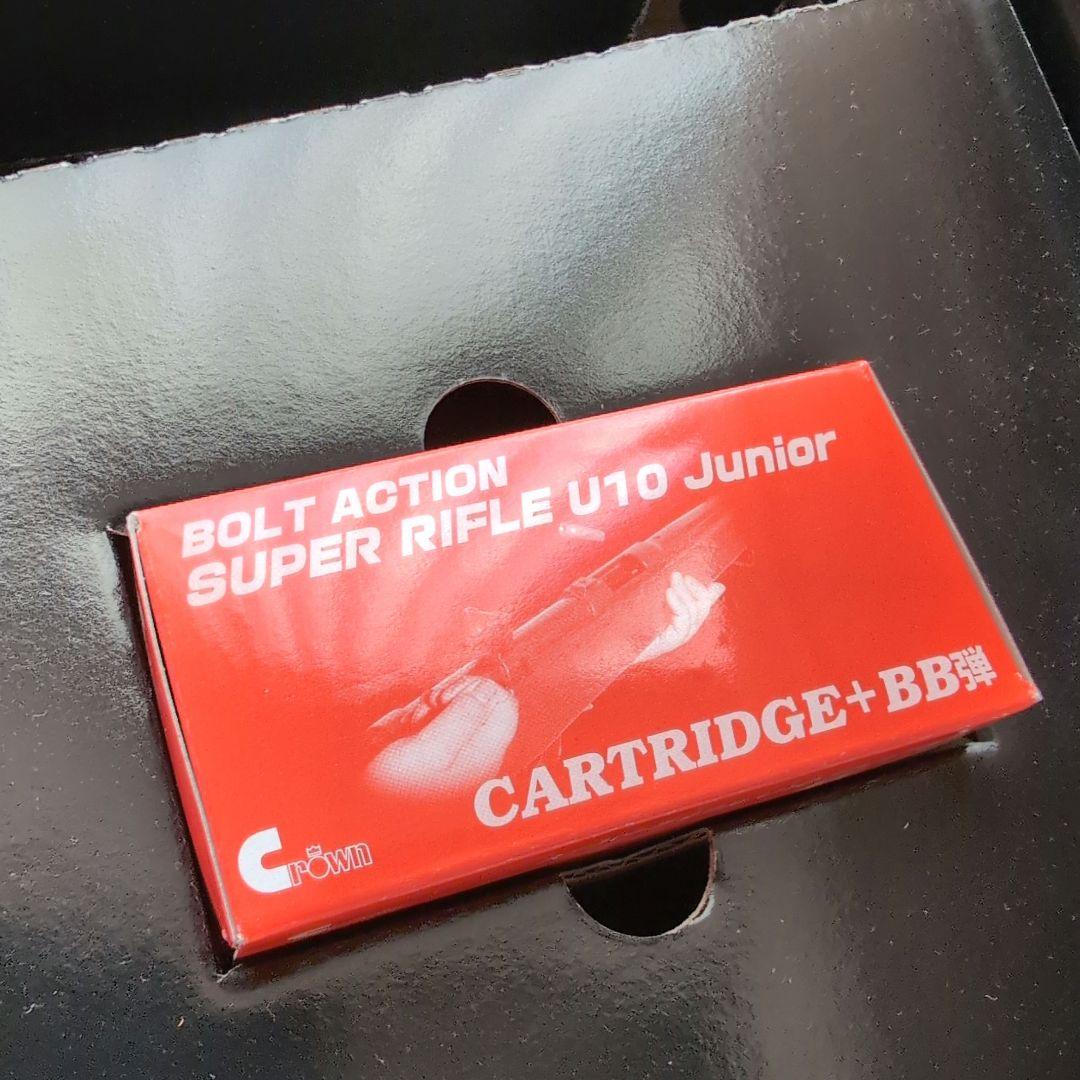 BOLT ACTION
SUPER RIFLE U10 Junior
CARTRIDGE+BB弾
Crown